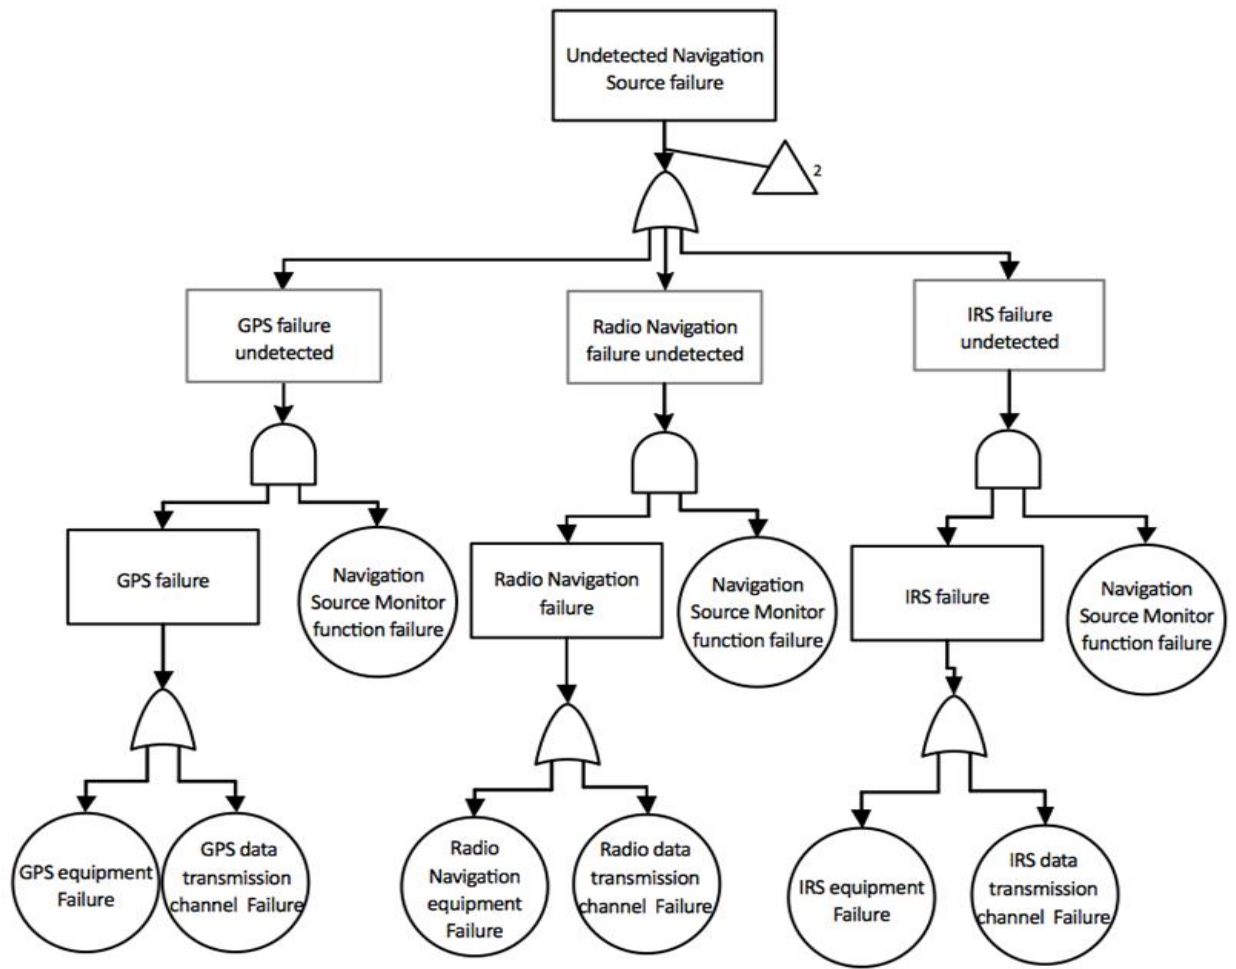 Undetected Navigation
Source failure
2
GPS failure
undetected
Radio Navigation
failure undetected
IRS failure
undetected
GPS failure
Navigation
Source Monitor
function failure
Radio Navigation
failure
Navigation
Source Monitor
function failure
IRS failure
Navigation
Source Monitor
function failure
GPS equipment
Failure
GPS data
transmission
channel Failure
Radio
Navigation
equipment
Failure
Radio data
transmission
channel Failure
IRS equipment
Failure
IRS data
transmission
channel Failure